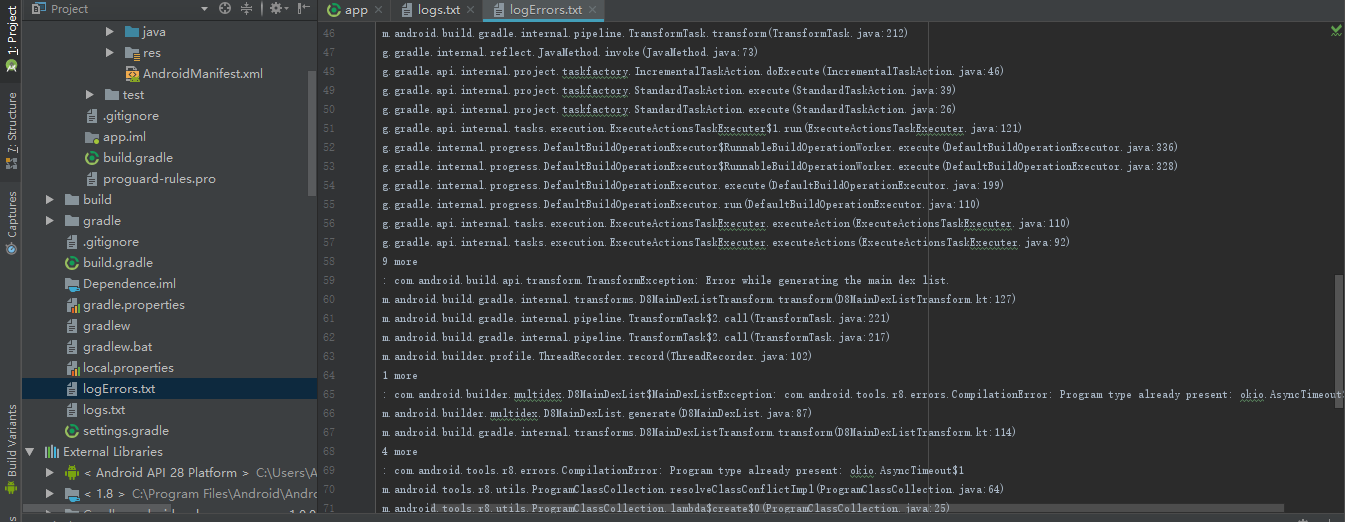 1: Project
7: Structure
Captures
Build Variants
Project
java
res
AndroidManifest.xml
test
.gitignore
app.iml
build.gradle
proguard-rules.pro
build
gradle
.gitignore
build.gradle
Dependence.iml
gradle.properties
gradlew
gradlew.bat
local.properties
logErrors.txt
logs.txt
settings.gradle
External Libraries
< Android API 28 Platform > C:\Users\A
< 1.8 > C:\Program Files\Android\Andro
app
logs.txt
logErrors.txt
46 m.android.build.gradle.internal.pipeline.TransformTask.transform(TransformTask.java:212)
47 g.gradle.internal.reflect.JavaMethod.invoke(JavaMethod.java:73)
48 g.gradle.api.internal.project.taskfactory.IncrementalTaskAction.doExecute(IncrementalTaskAction.java:46)
49 g.gradle.api.internal.project.taskfactory.StandardTaskAction.execute(StandardTaskAction.java:39)
50 g.gradle.api.internal.project.taskfactory.StandardTaskAction.execute(StandardTaskAction.java:26)
51 g.gradle.api.internal.tasks.execution.ExecuteActionsTaskExecuter$1.run(ExecuteActionsTaskExecuter.java:121)
52 g.gradle.internal.progress.DefaultBuildOperationExecutor$RunnableBuildOperationWorker.execute(DefaultBuildOperationExecutor.java:336)
53 g.gradle.internal.progress.DefaultBuildOperationExecutor$RunnableBuildOperationWorker.execute(DefaultBuildOperationExecutor.java:328)
54 g.gradle.internal.progress.DefaultBuildOperationExecutor.execute(DefaultBuildOperationExecutor.java:199)
55 g.gradle.internal.progress.DefaultBuildOperationExecutor.run(DefaultBuildOperationExecutor.java:110)
56 g.gradle.api.internal.tasks.execution.ExecuteActionsTaskExecuter.executeAction(ExecuteActionsTaskExecuter.java:110)
57 g.gradle.api.internal.tasks.execution.ExecuteActionsTaskExecuter.executeActions(ExecuteActionsTaskExecuter.java:92)
58 9 more
59 : com.android.build.api.transform.TransformException: Error while generating the main dex list.
60 m.android.build.gradle.internal.transforms.D8MainDexListTransform.transform(D8MainDexListTransform.kt:127)
61 m.android.build.gradle.internal.pipeline.TransformTask$2.call(TransformTask.java:221)
62 m.android.build.gradle.internal.pipeline.TransformTask$2.call(TransformTask.java:217)
63 m.android.builder.profile.ThreadRecorder.record(ThreadRecorder.java:102)
64 1 more
65 : com.android.builder.multidex.D8MainDexList$MainDexListException: com.android.tools.r8.errors.CompilationError: Program type already present: okio.AsyncTimeout
66 m.android.builder.multidex.D8MainDexList.generate(D8MainDexList.java:87)
67 m.android.build.gradle.internal.transforms.D8MainDexListTransform.transform(D8MainDexListTransform.kt:114)
68 4 more
69 : com.android.tools.r8.errors.CompilationError: Program type already present: okio.AsyncTimeout$1
70 m.android.tools.r8.utils.ProgramClassCollection.resolveClassConflictImpl(ProgramClassCollection.java:64)
71 m.android.tools.r8.utils.ProgramClassCollection.lambda$create$0(ProgramClassCollection.java:25)